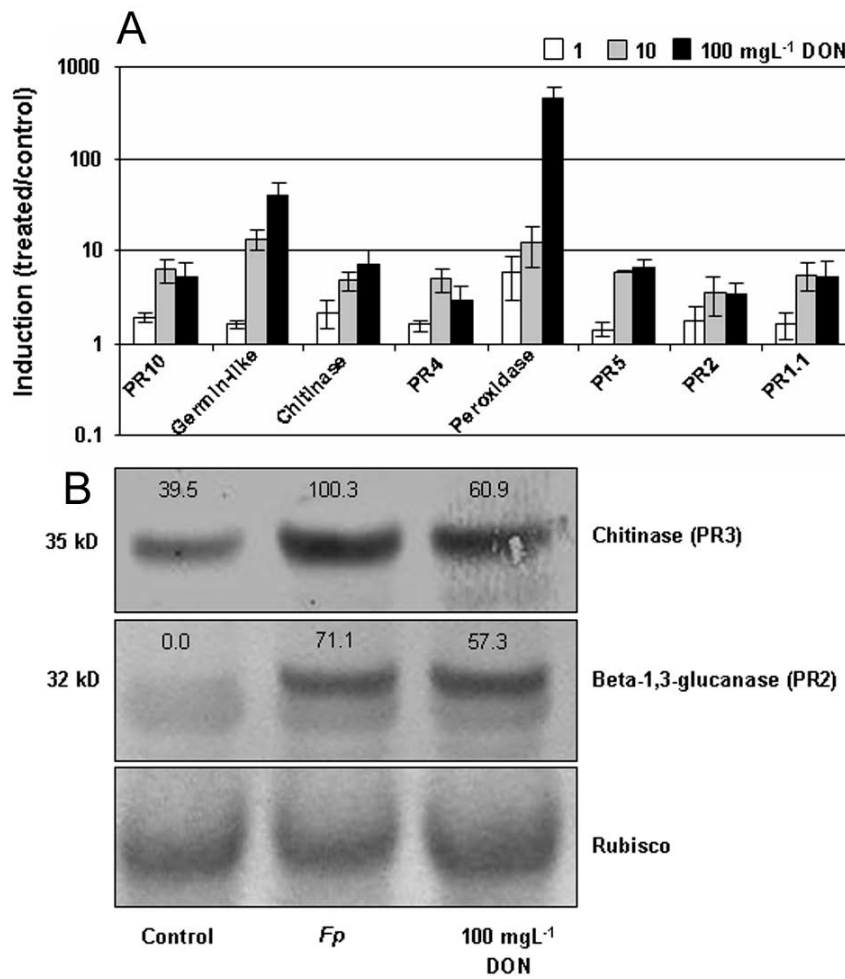 A
1 10 100 mgL⁻¹ DON
1000
100
10
1
0.1
Induction (treated/control)
PR10 Germin-like Chitinase PR4 Peroxidase PR5 PR2 PR1.1
B
39.5 100.3 60.9
35 kD Chitinase (PR3)
0.0 71.1 57.3
32 kD Beta-1,3-glucanase (PR2)
Rubisco
Control Fp 100 mgL⁻¹
DON